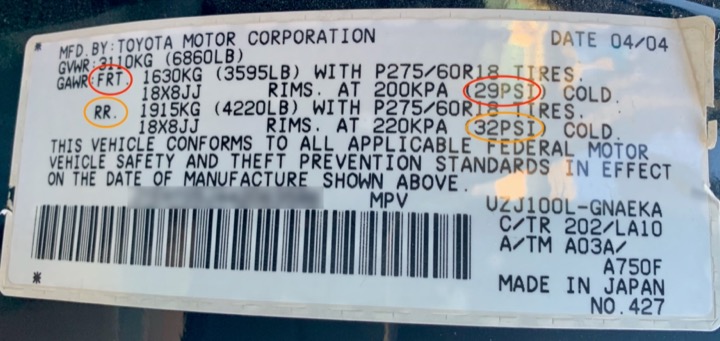 MFD.BY:TOYOTA MOTOR CORPORATION DATE 04/04
GVWR:3110KG (6860LB)
GAWR:FRT 1630KG (3595LB) WITH P275/60R18 TIRES.
18X8JJ RIMS. AT 200KPA (29PSI) COLD.
RR. 1915KG (4220LB) WITH P275/60R18 TIRES.
18X8JJ RIMS. AT 220KPA (32PSI) COLD.
THIS VEHICLE CONFORMS TO ALL APPLICABLE FEDERAL MOTOR
VEHICLE SAFETY AND THEFT PREVENTION STANDARDS IN EFFECT
ON THE DATE OF MANUFACTURE SHOWN ABOVE.
MPV UZJ100L-GNAEKA
C/TR 202/LA10
A/TM A03A/
A750F
MADE IN JAPAN
NO.427